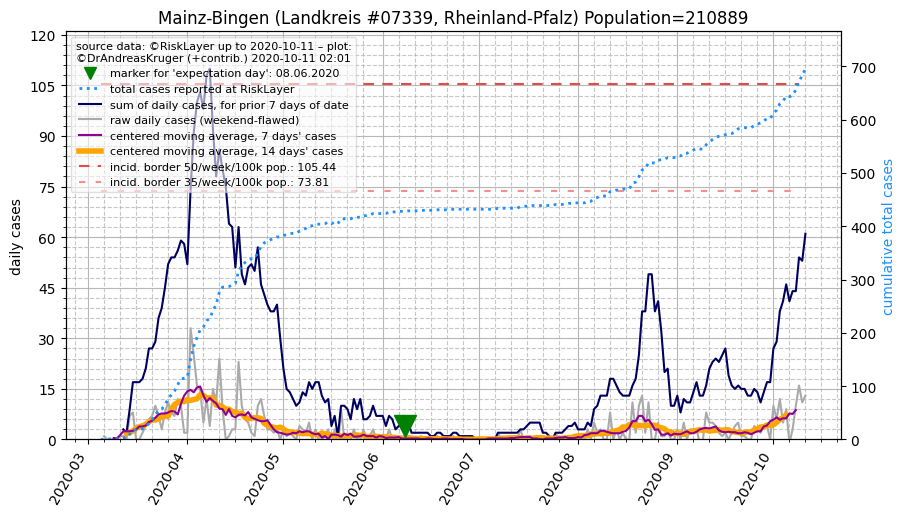 Mainz-Bingen (Landkreis #07339, Rheinland-Pfalz) Population=210889
source data: ©RiskLayer up to 2020-10-11 – plot:
©DrAndreasKruger (+contrib.) 2020-10-11 02:01
marker for 'expectation day': 08.06.2020
total cases reported at RiskLayer
sum of daily cases, for prior 7 days of date
raw daily cases (weekend-flawed)
centered moving average, 7 days' cases
centered moving average, 14 days' cases
incid. border 50/week/100k pop.: 105.44
incid. border 35/week/100k pop.: 73.81
daily cases
120
105
90
75
60
45
30
15
0
cumulative total cases
700
600
500
400
300
200
100
0
2020-03
2020-04
2020-05
2020-06
2020-07
2020-08
2020-09
2020-10